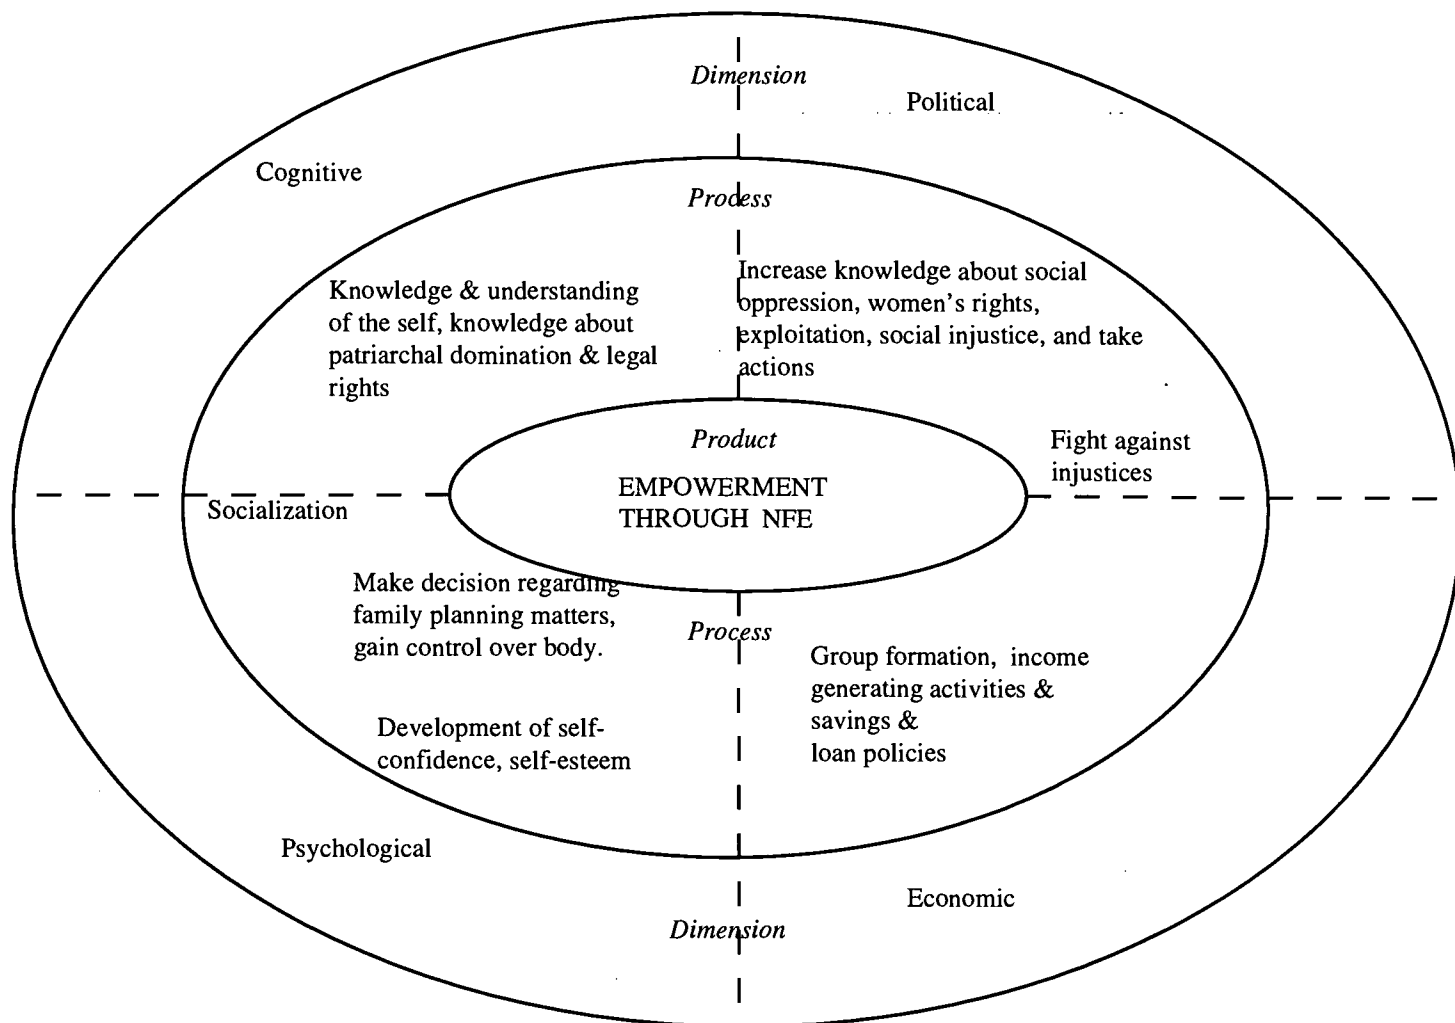 Dimension
Political
Cognitive
Process
Knowledge & understanding
of the self, knowledge about
patriarchal domination & legal
rights
Increase knowledge about social
oppression, women's rights,
exploitation, social injustice, and take
actions
Product
EMPOWERMENT
THROUGH NFE
Fight against
injustices
Socialization
Make decision regarding
family planning matters,
gain control over body.
Process
Group formation, income
generating activities &
savings &
loan policies
Development of self-
confidence, self-esteem
Psychological
Economic
Dimension